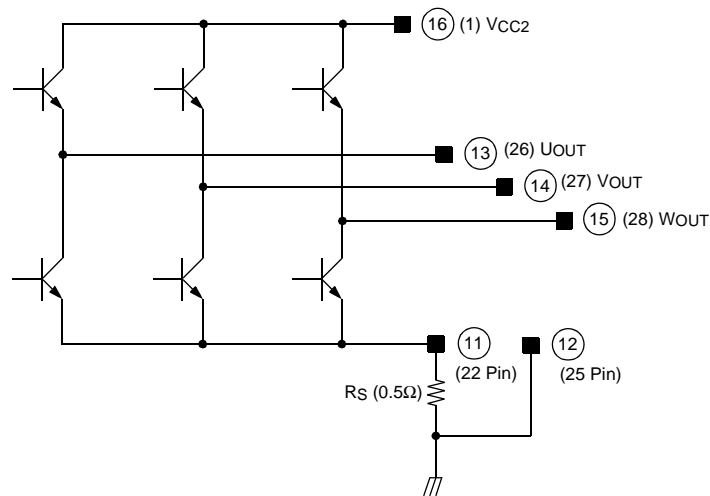 16 (1) VCC2
13 (26) UOUT
14 (27) VOUT
15 (28) WOUT
11 12
(22 Pin) (25 Pin)
RS (0.5Ω)